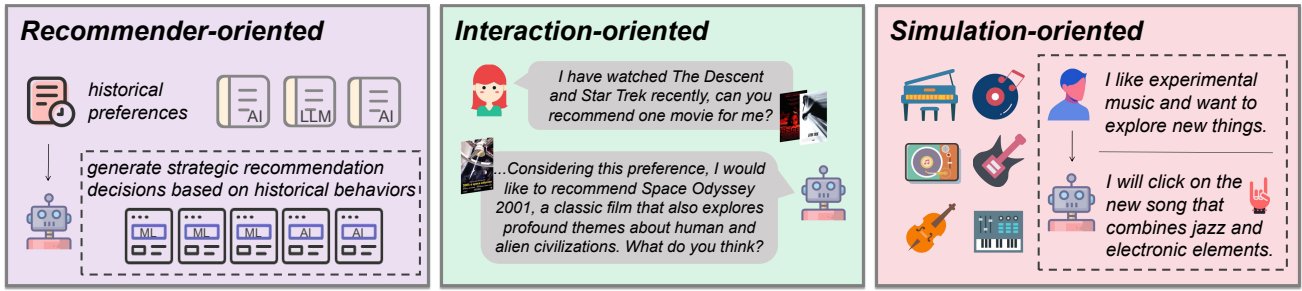 Recommender-oriented
historical
preferences
AI
LLM
AI
generate strategic recommendation
decisions based on historical behaviors
ML
ML
ML
AI
AI
Interaction-oriented
I have watched The Descent
and Star Trek recently, can you
recommend one movie for me?
...Considering this preference, I would
like to recommend Space Odyssey
2001, a classic film that also explores
profound themes about human and
alien civilizations. What do you think?
Simulation-oriented
I like experimental
music and want to
explore new things.
I will click on the
new song that
combines jazz and
electronic elements.